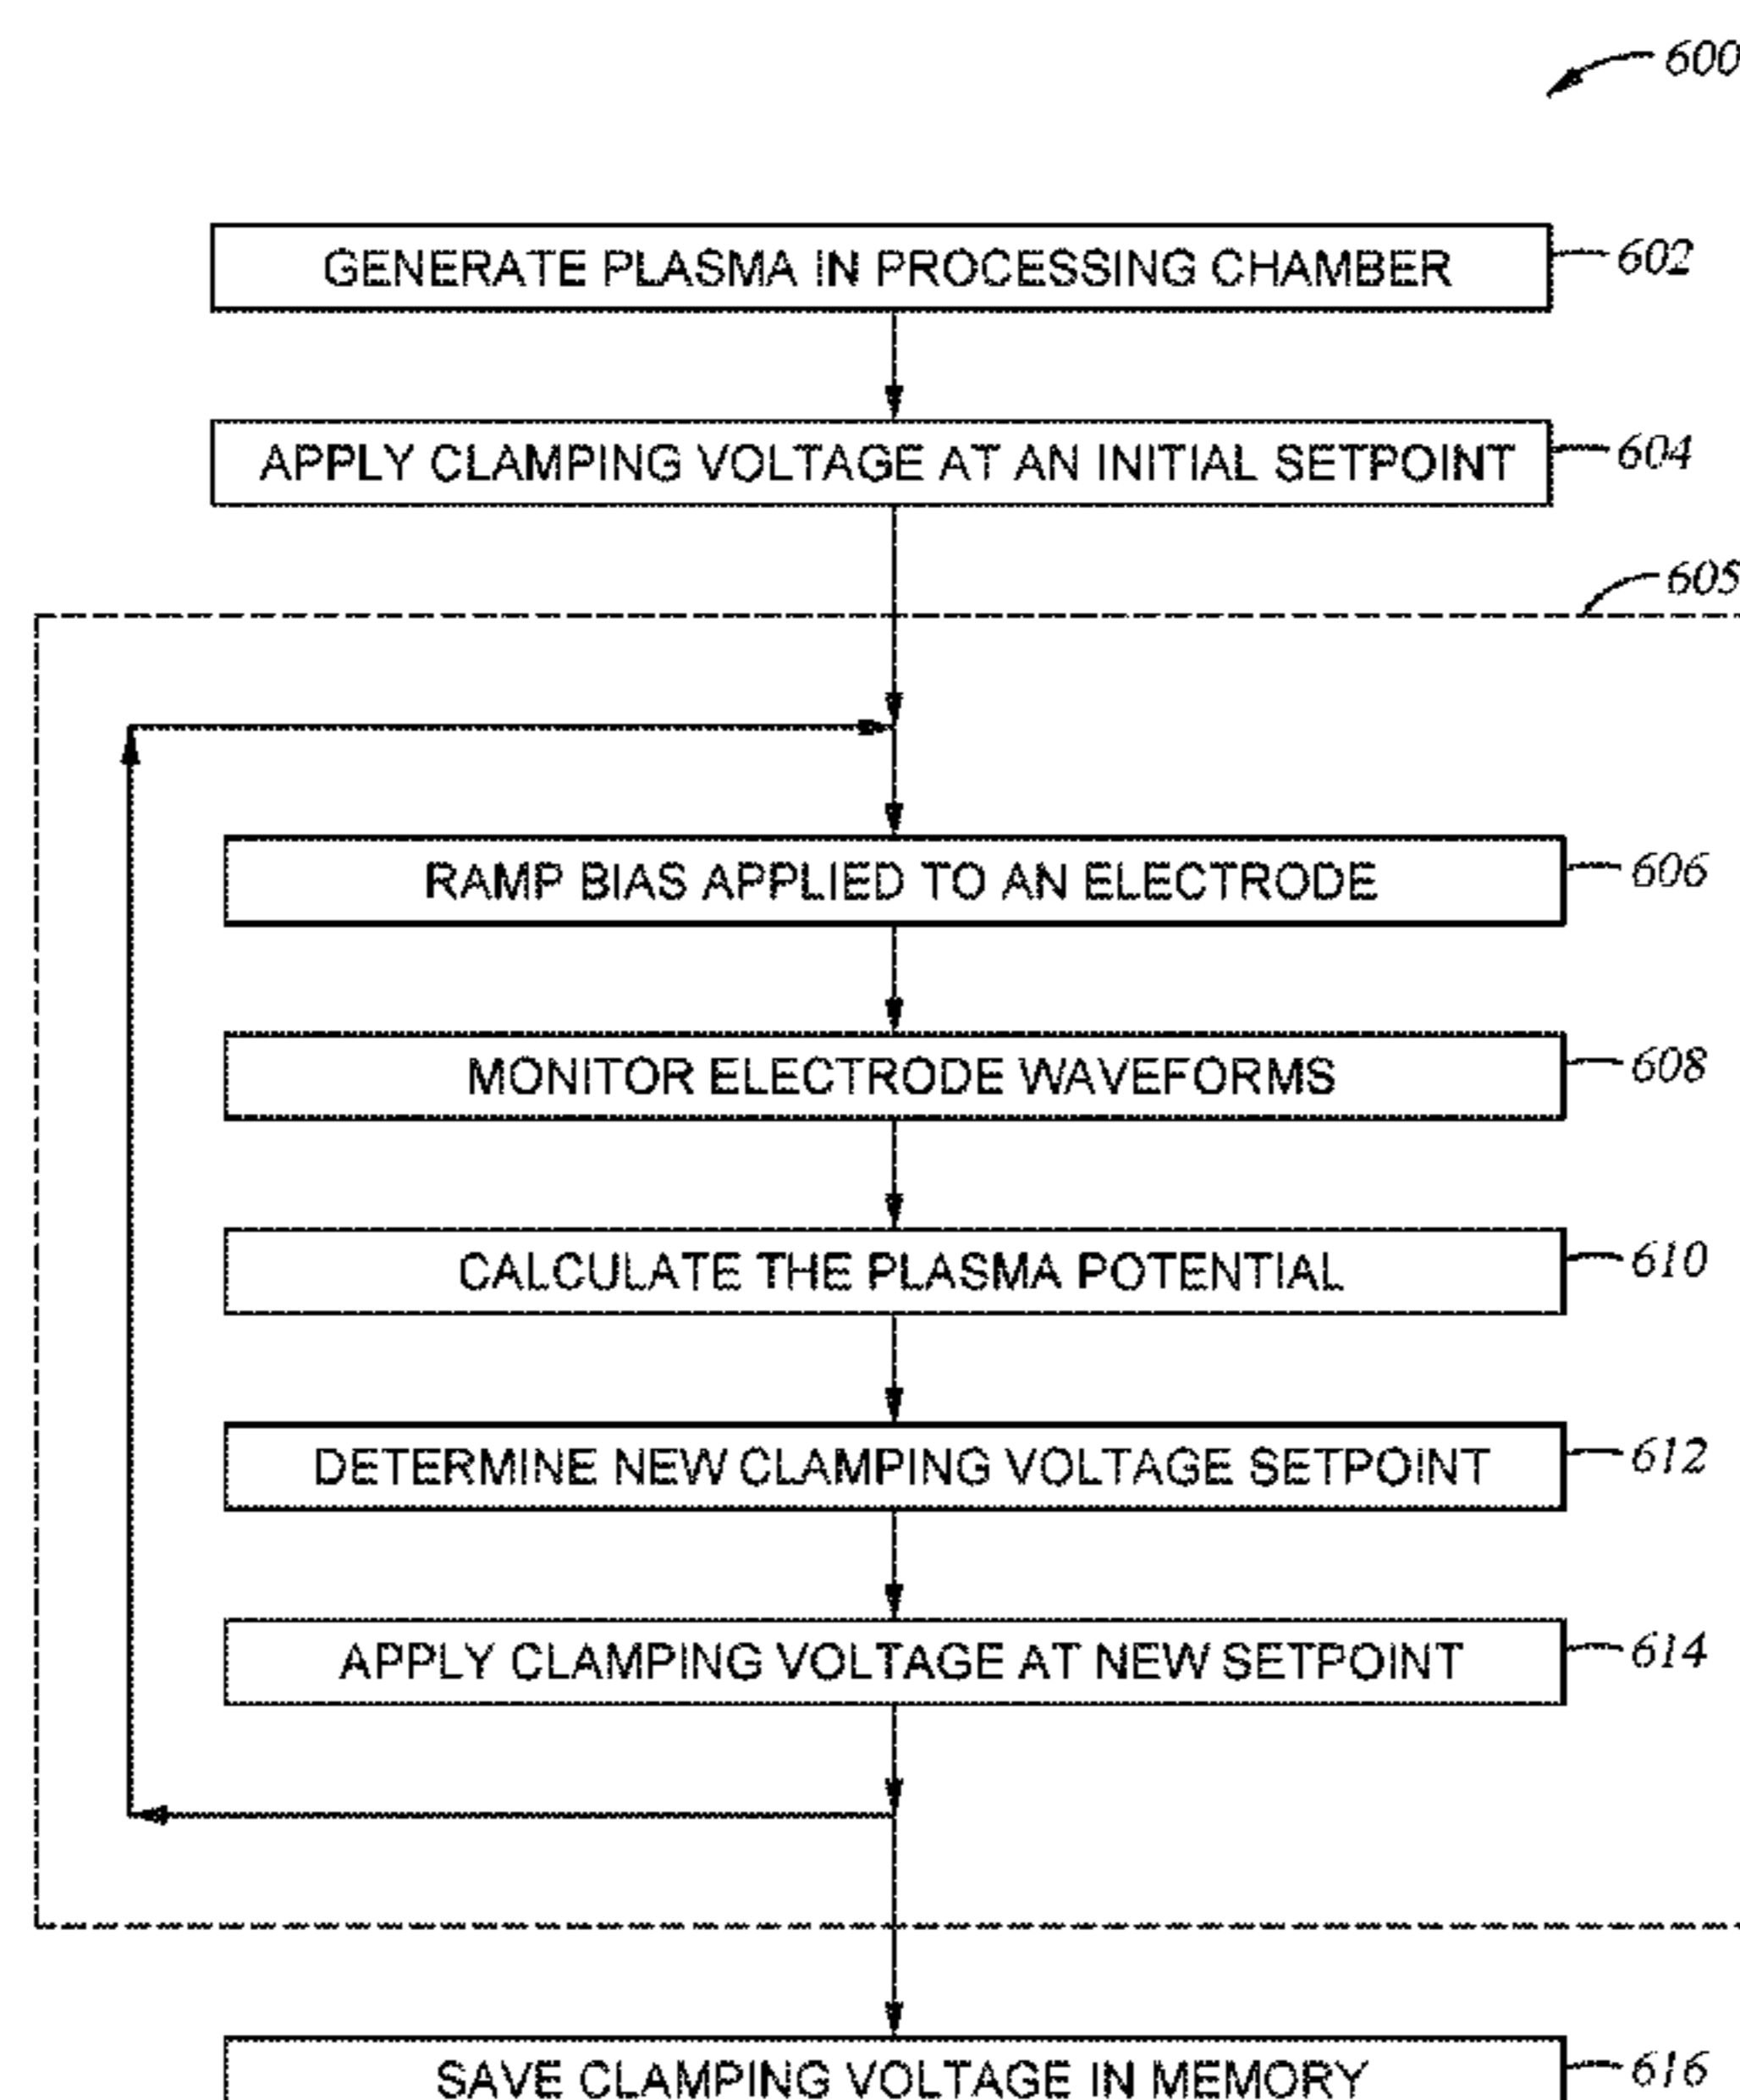 600
GENERATE PLASMA IN PROCESSING CHAMBER 602
APPLY CLAMPING VOLTAGE AT AN INITIAL SETPOINT 604
605
RAMP BIAS APPLIED TO AN ELECTRODE 606
MONITOR ELECTRODE WAVEFORMS 608
CALCULATE THE PLASMA POTENTIAL 610
DETERMINE NEW CLAMPING VOLTAGE SETPOINT 612
APPLY CLAMPING VOLTAGE AT NEW SETPOINT 614
SAVE CLAMPING VOLTAGE IN MEMORY 616